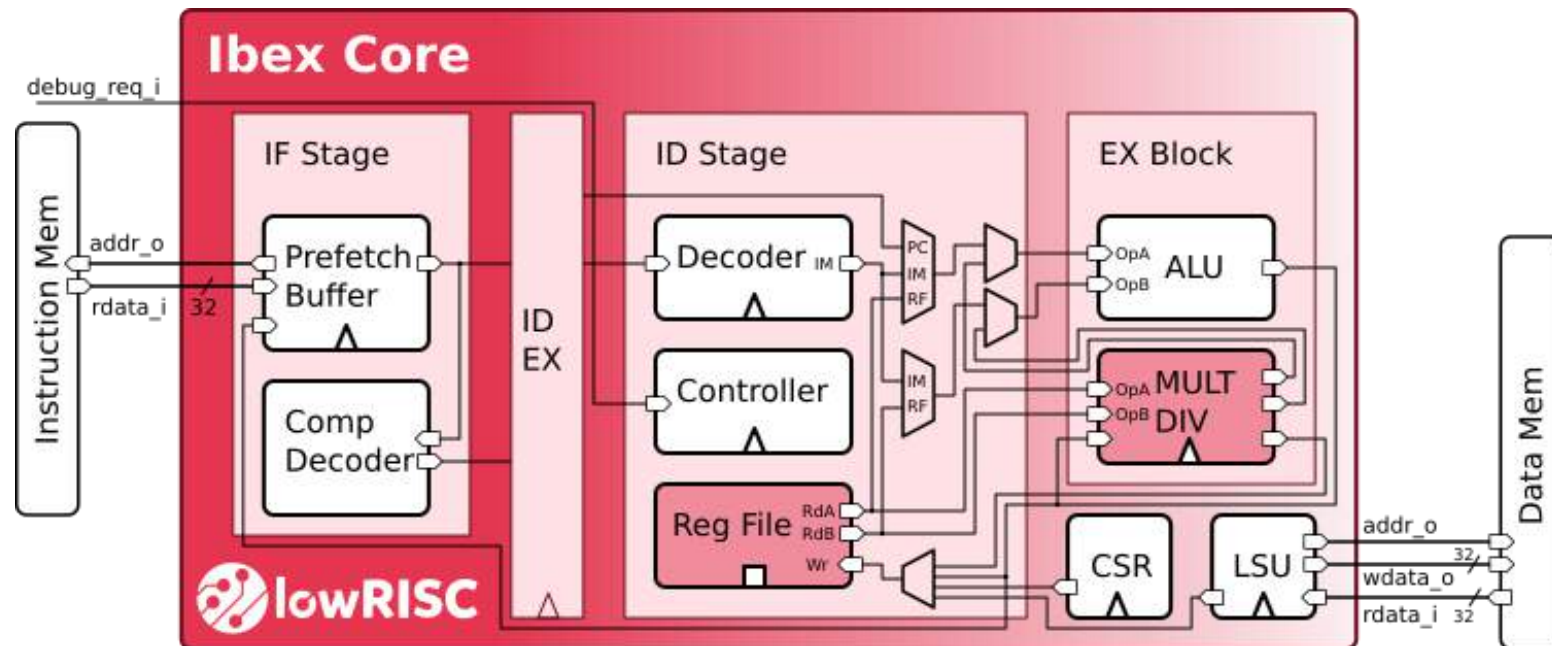 Ibex Core
debug_req_i
IF Stage
ID Stage
EX Block
Instruction Mem
addr_o
rdata_i
32
Prefetch
Buffer
Comp
Decoder
ID
EX
Decoder
IM
Controller
Reg File
RdA
RdB
Wr
PC
IM
RF
IM
RF
OpA
OpB
ALU
OpA
OpB
MULT
DIV
CSR
LSU
addr_o
32
wdata_o
rdata_i
32
Data Mem
lowRISC